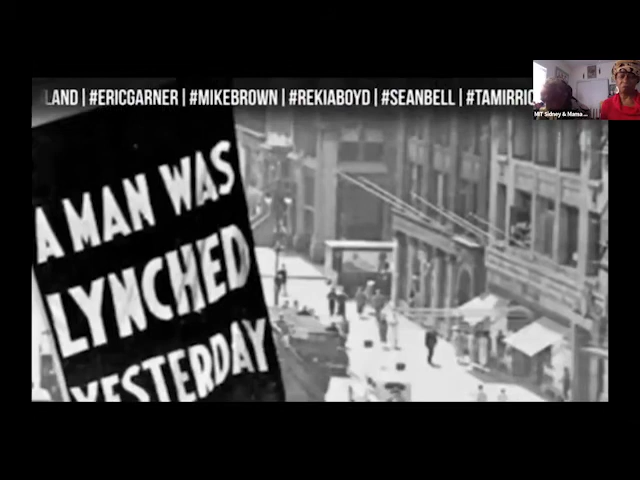 LAND | #ERICGARNER | #MIKEBROWN | #REKIABOYD | #SEANBELL | #TAMIRRIC
MIT Sidney & Mama ...
A MAN WAS
LYNCHED
YESTERDAY